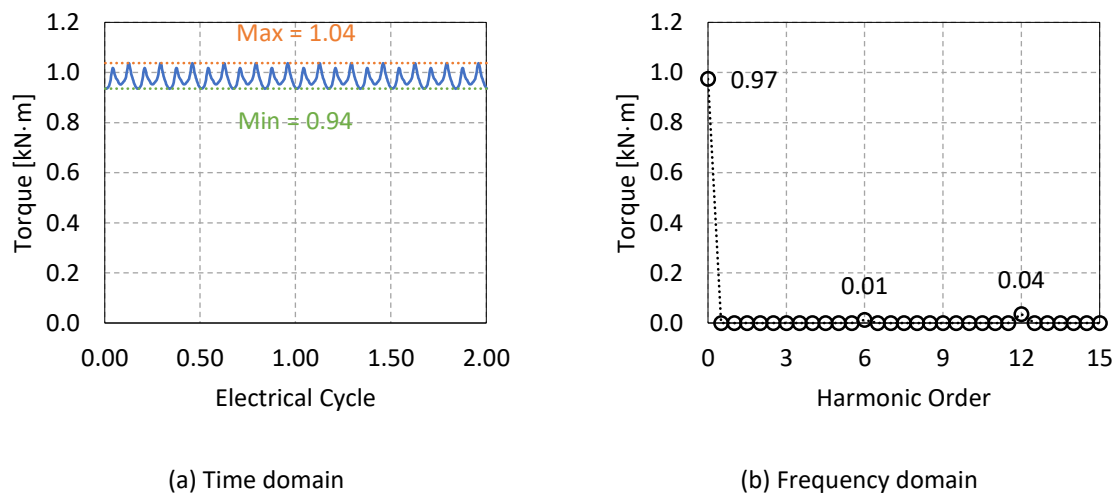 1.2
1.0
0.8
0.6
0.4
0.2
0.0
Torque [kN·m]
Max = 1.04
Min = 0.94
0.00 0.50 1.00 1.50 2.00
Electrical Cycle
(a) Time domain
1.2
1.0
0.8
0.6
0.4
0.2
0.0
Torque [kN·m]
0.97
0.01
0.04
0 3 6 9 12 15
Harmonic Order
(b) Frequency domain